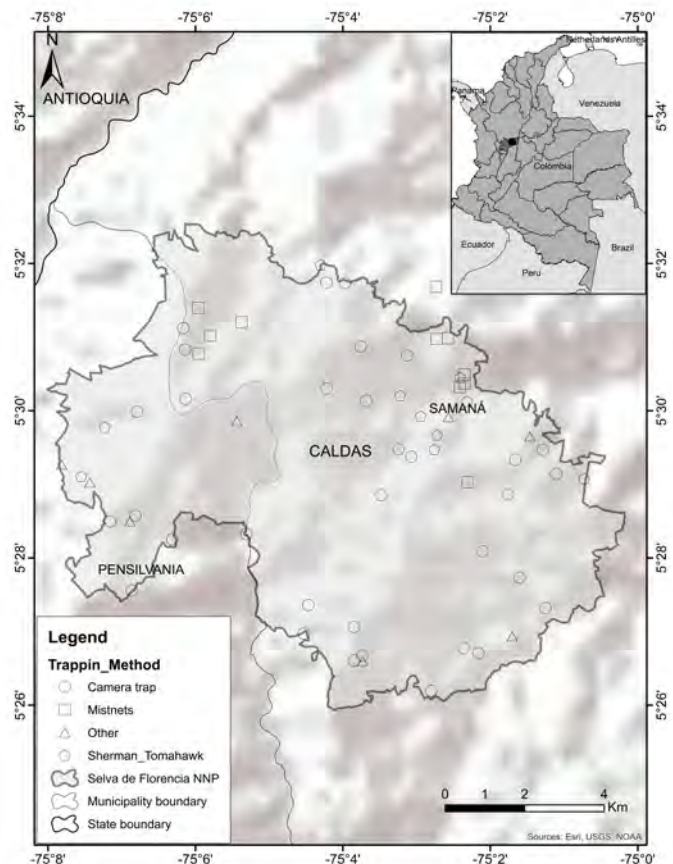 -75°8' -75°6' -75°4' -75°2' -75°0'
N
ANTIOQUIA
5°34' 5°34'
Netherlands Antilles
Panama
Venezuela
Colombia
Ecuador
Brazil
Peru
5°32' 5°32'
5°30' 5°30'
SAMANÁ
CALDAS
5°28' 5°28'
PENSILVANIA
5°26' 5°26'
Legend
Trappin_Method
Camera trap
Mistnets
Other
Sherman_Tomahawk
Selva de Florencia NNP
Municipality boundary
State boundary
0 1 2 4
Km
Sources: Esri, USGS, NOAA
-75°8' -75°6' -75°4' -75°2' -75°0'